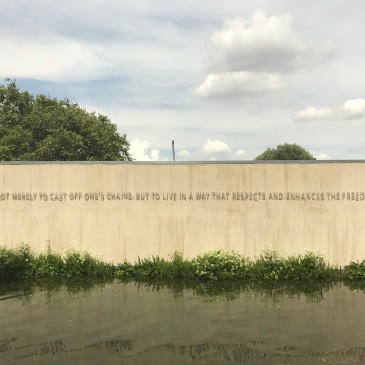 OT MERELY TO CAST OFF ONE'S CHAINS, BUT TO LIVE IN A WAY THAT RESPECTS AND ENHANCES THE FREED